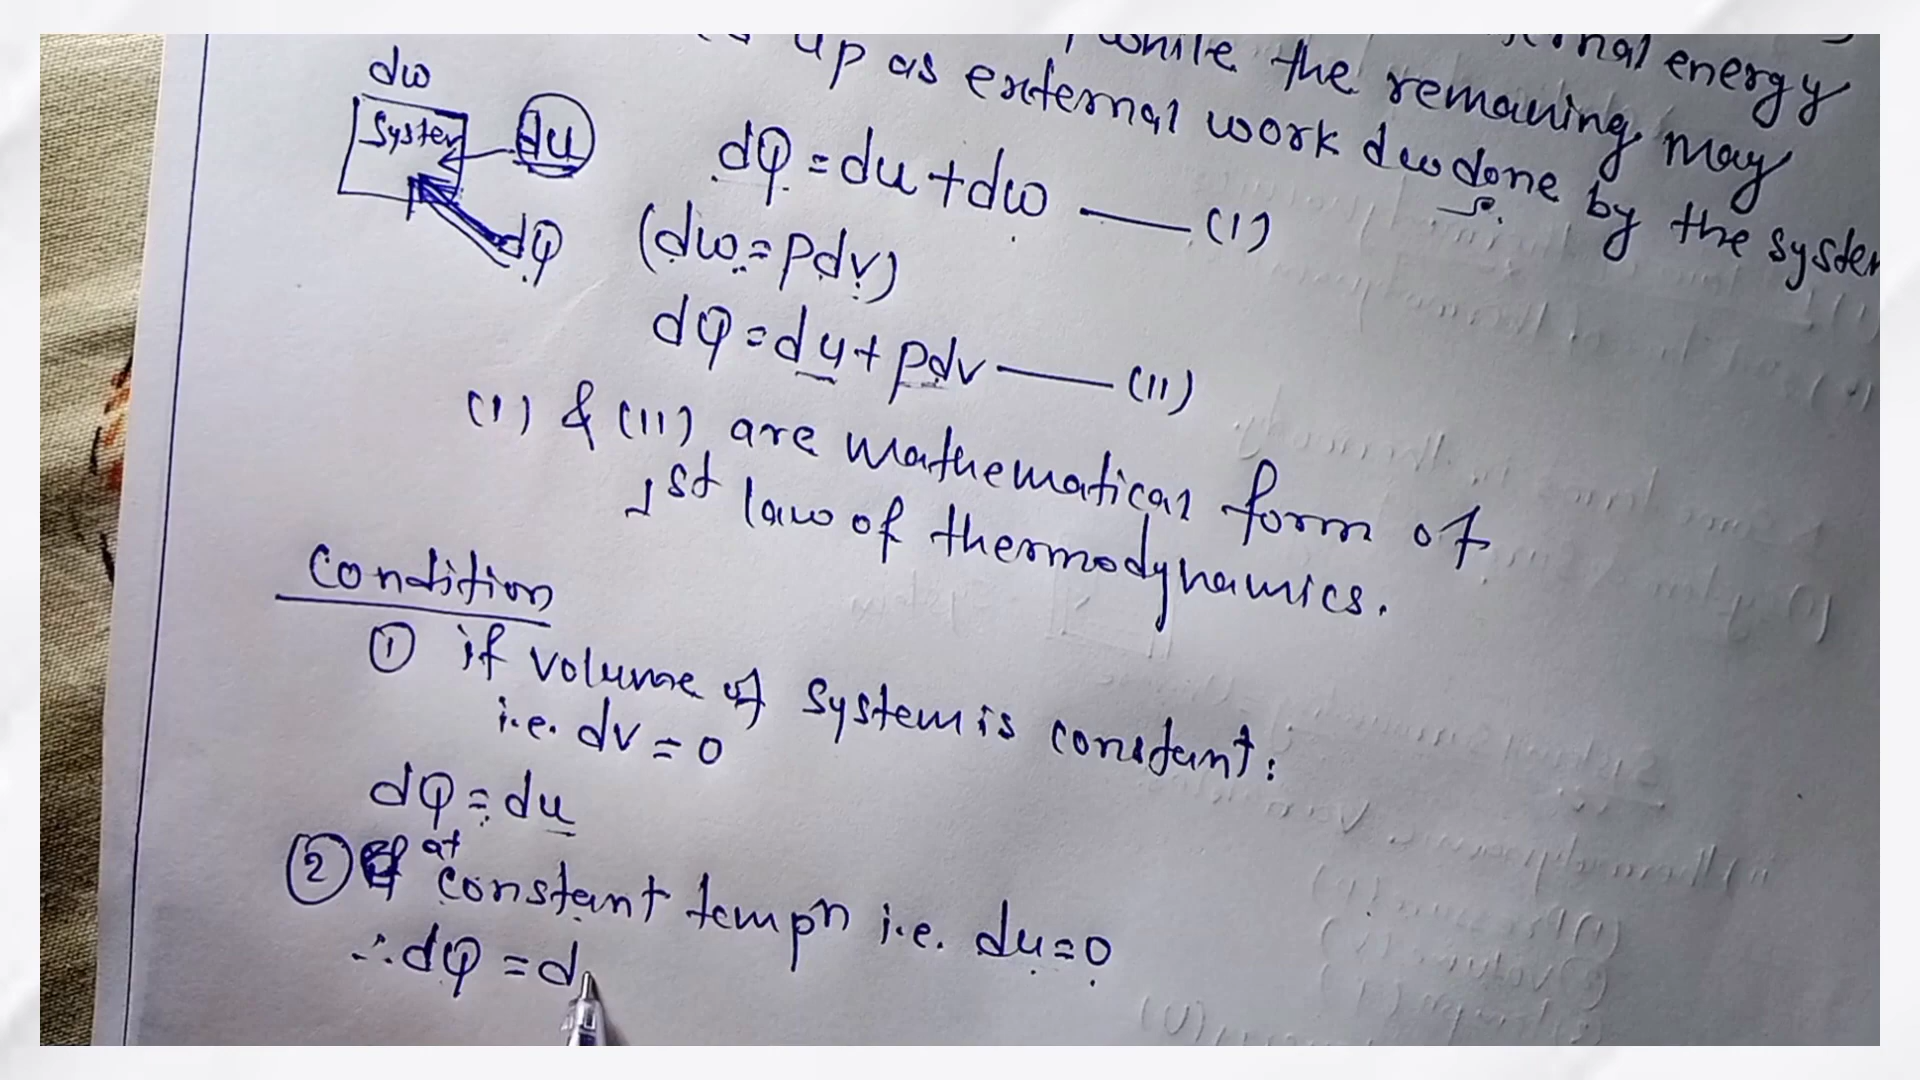 nal energy
while the remaining may
up as external work dw done by the system
dw
System
du
dQ
dQ = du + dw — (I)
(dw = pdv)
dQ = du + pdv — (II)
(I) & (II) are mathematical form of
1st law of thermodynamics.
Condition
① if volume of System is constant:
i.e. dv = 0
dQ = du
② at constant tempn i.e. du = 0
∴ dQ = d